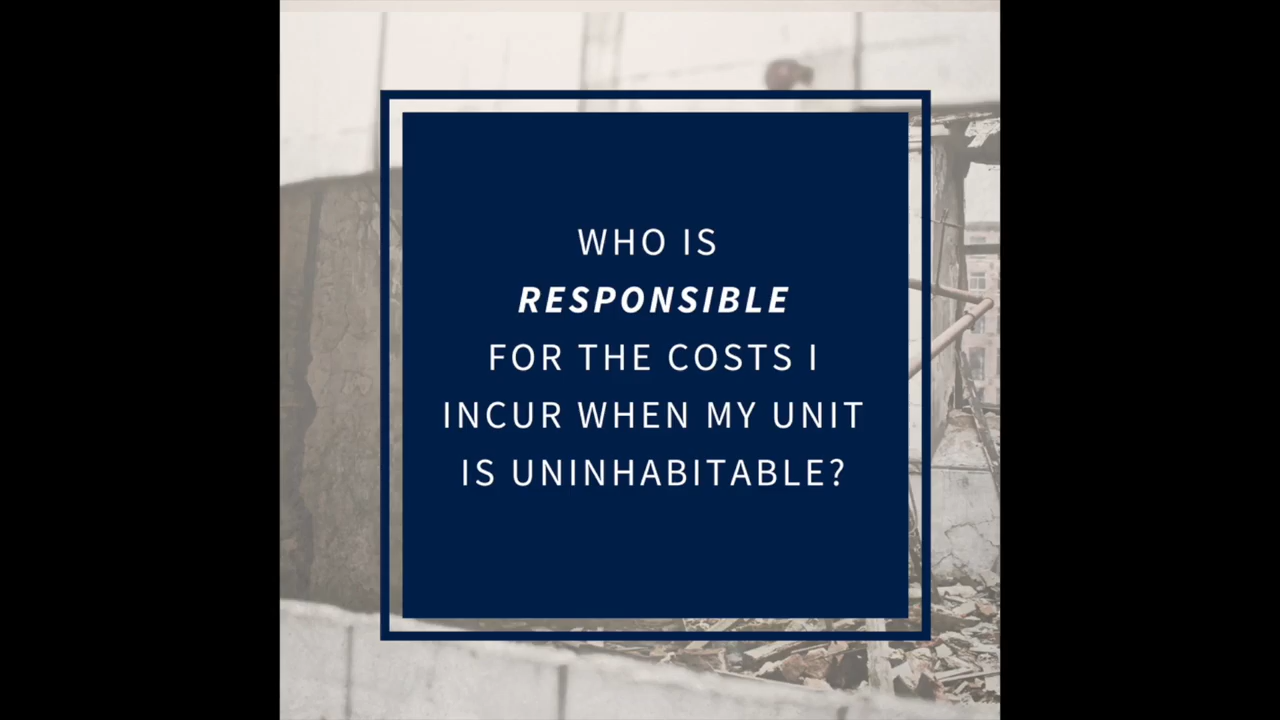 WHO IS
RESPONSIBLE
FOR THE COSTS I
INCUR WHEN MY UNIT
IS UNINHABITABLE?